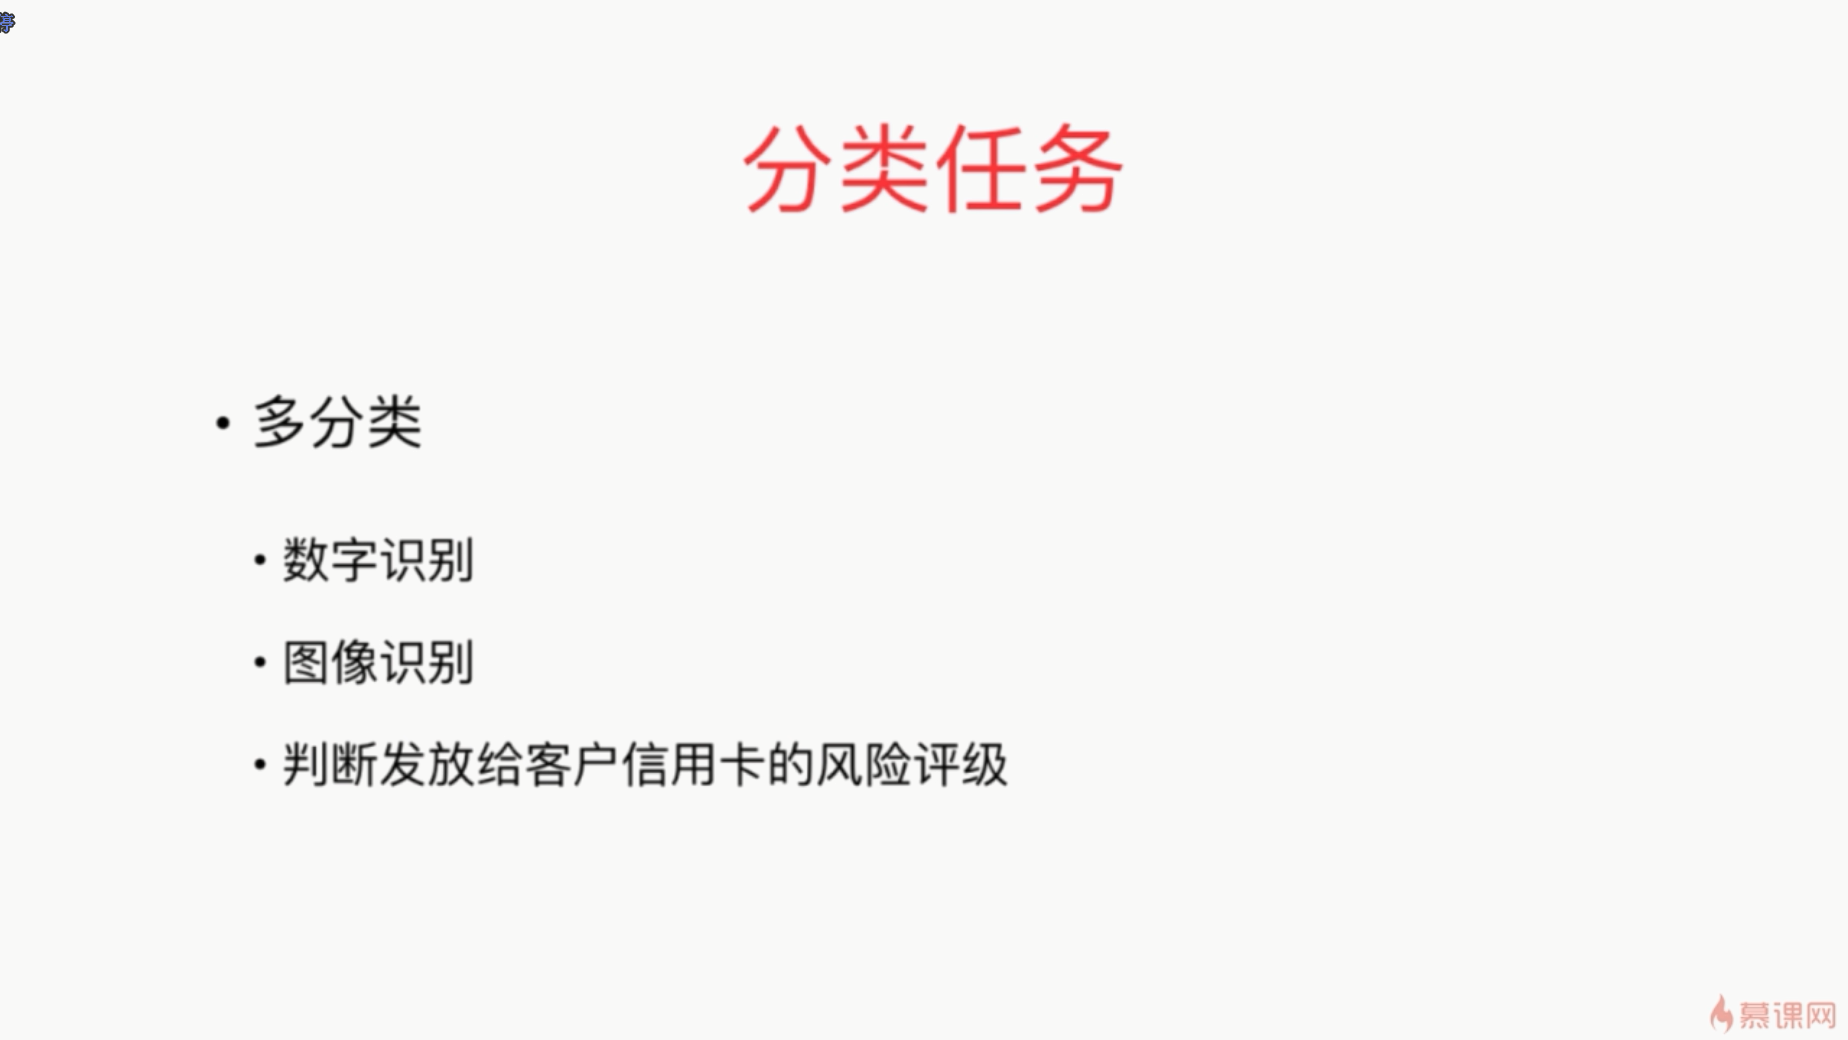 停
分类任务
• 多分类
• 数字识别
• 图像识别
• 判断发放给客户信用卡的风险评级
慕课网